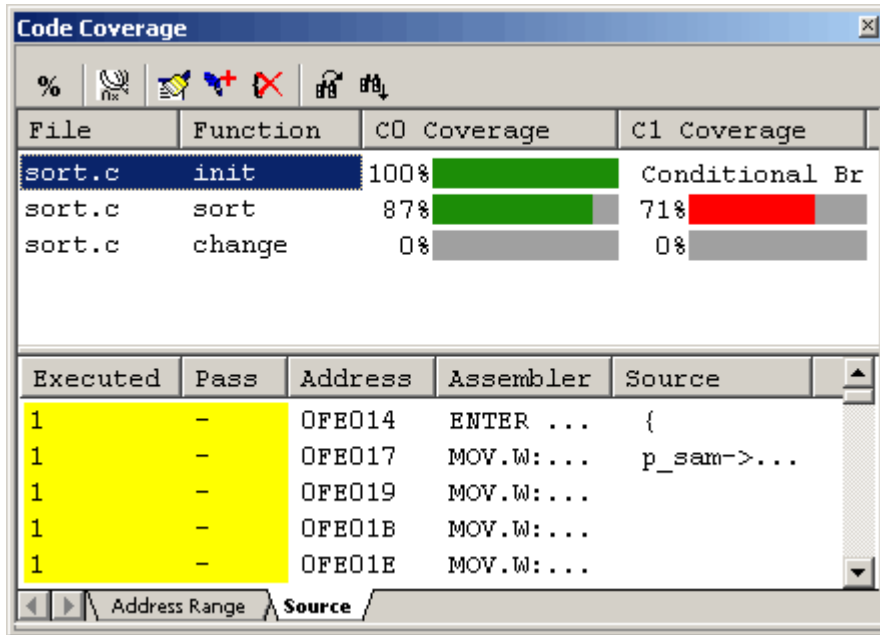 Code Coverage
%
File Function C0 Coverage C1 Coverage
sort.c init 100% Conditional Br
sort.c sort 87% 71%
sort.c change 0% 0%
Executed Pass Address Assembler Source
1 - 0FE014 ENTER ... {
1 - 0FE017 MOV.W:... p_sam->...
1 - 0FE019 MOV.W:...
1 - 0FE01B MOV.W:...
1 - 0FE01E MOV.W:...
Address Range Source